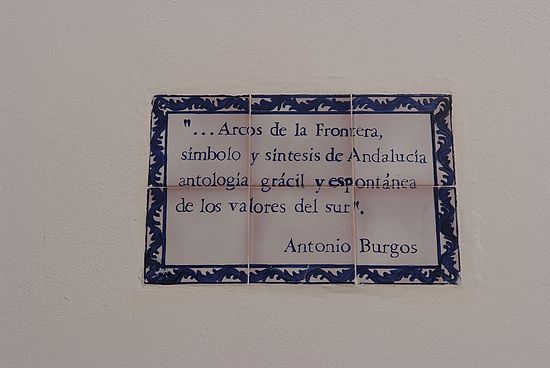 "...Arcos de la Frontera,
símbolo y síntesis de Andalucía
antología grácil y espontánea
de los valores del sur".
Antonio Burgos